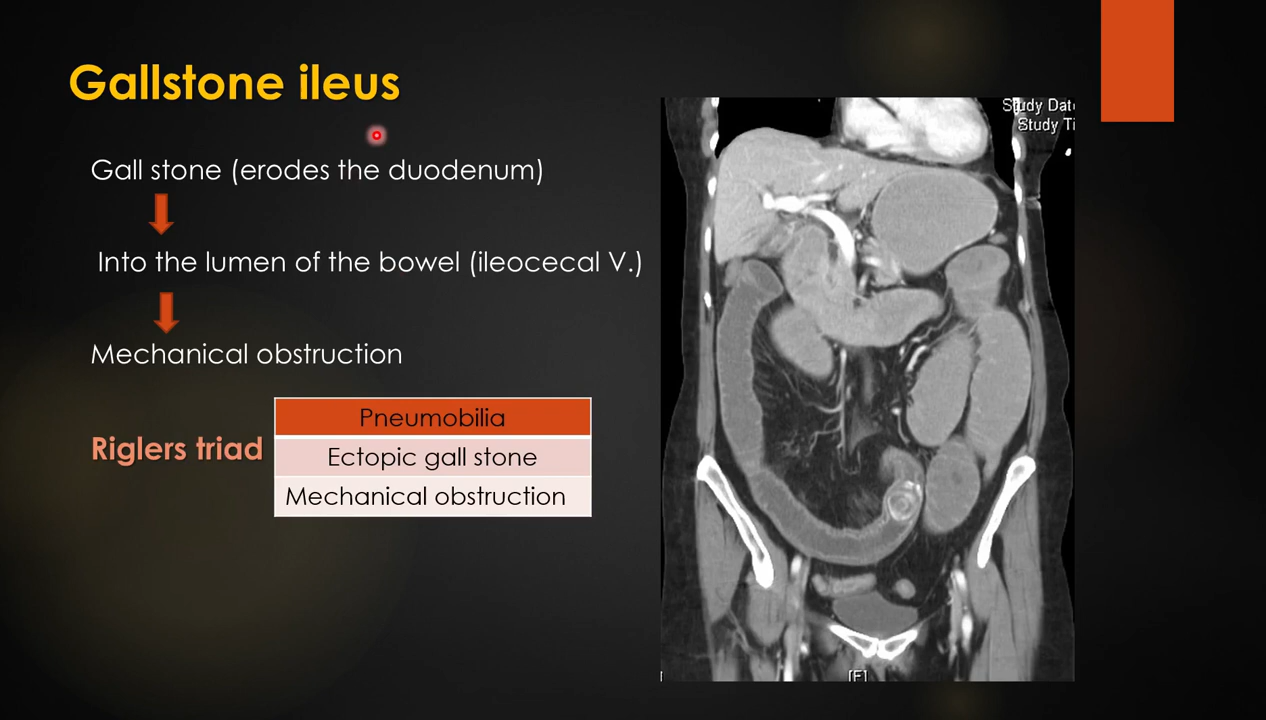 Gallstone ileus
Gall stone (erodes the duodenum)
Into the lumen of the bowel (ileocecal V.)
Mechanical obstruction
Riglers triad
Pneumobilia
Ectopic gall stone
Mechanical obstruction
Study Dat
Study Ti
[F]